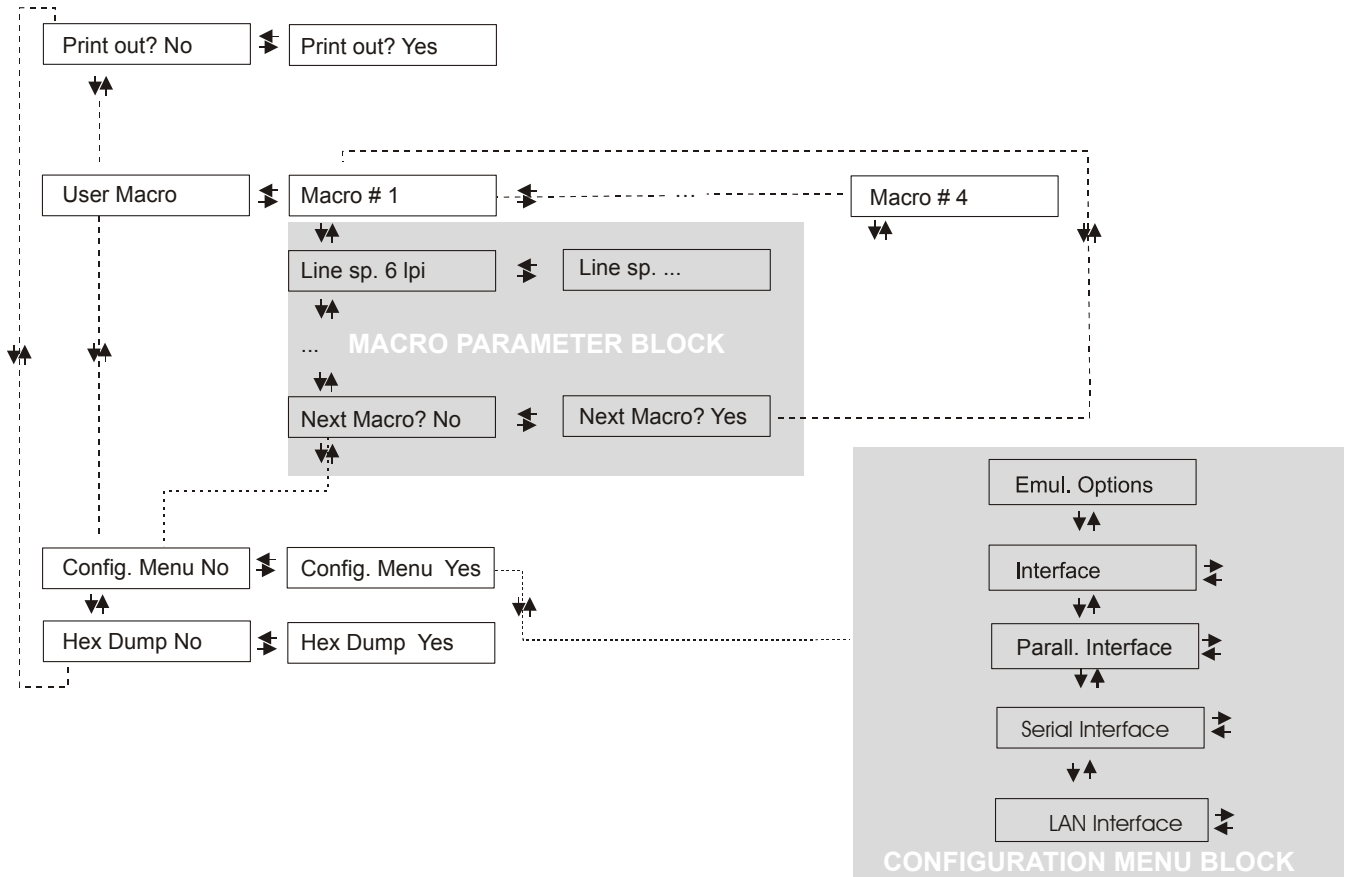 Print out? No
Print out? Yes
User Macro
Macro # 1
...
Macro # 4
Line sp. 6 lpi
Line sp. ...
... MACRO PARAMETER BLOCK
Next Macro? No
Next Macro? Yes
Config. Menu No
Config. Menu Yes
Hex Dump No
Hex Dump Yes
Emul. Options
Interface
Parall. Interface
Serial Interface
LAN Interface
CONFIGURATION MENU BLOCK